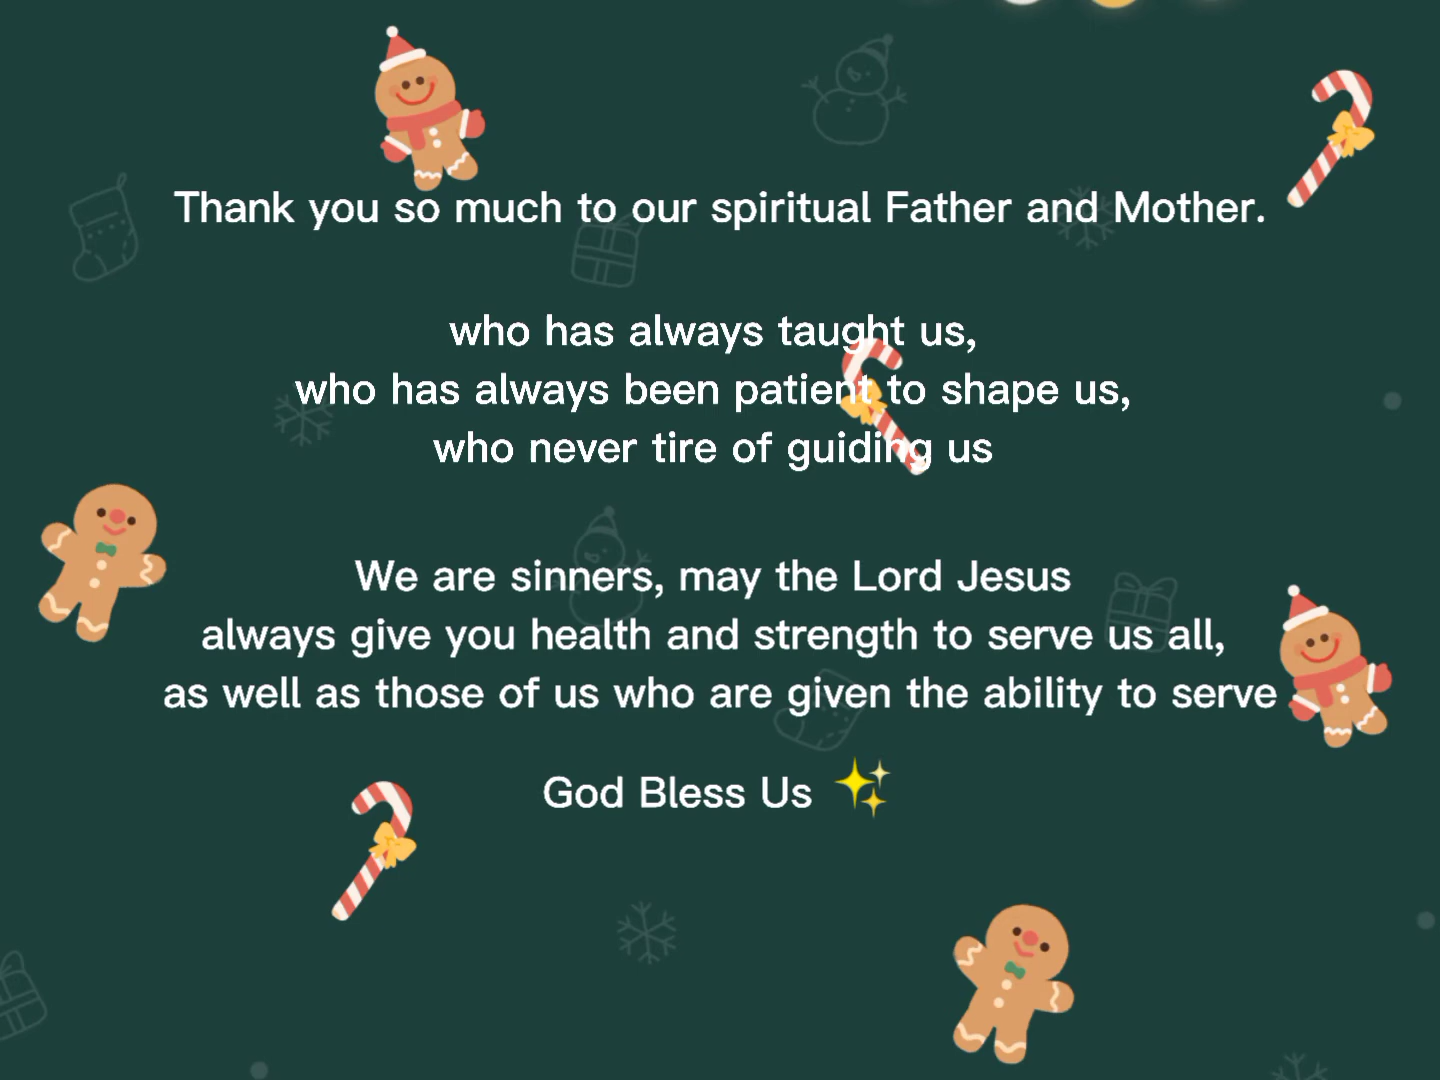 Thank you so much to our spiritual Father and Mother.
who has always taught us,
who has always been patient to shape us,
who never tire of guiding us
We are sinners, may the Lord Jesus
always give you health and strength to serve us all,
as well as those of us who are given the ability to serve
God Bless Us ✨